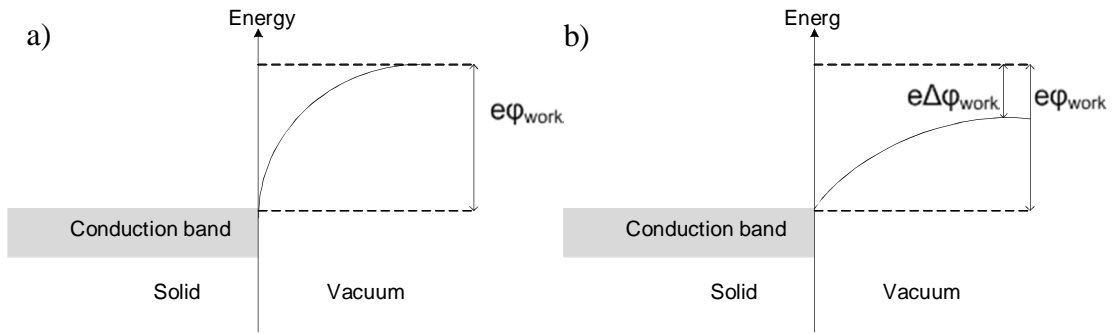 a)
Energy
eφwork.
Conduction band
Solid
Vacuum
b)
Energ
eΔφwork.
eφwork.
Conduction band
Solid
Vacuum